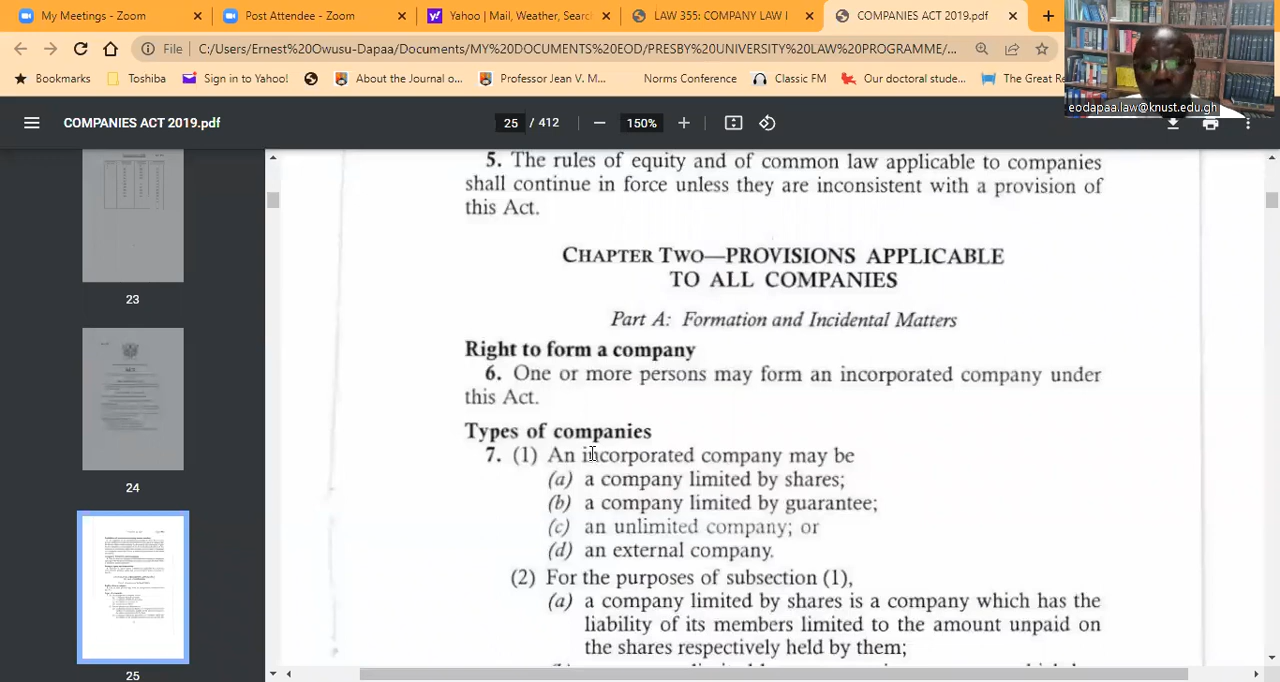 My Meetings - Zoom
Post Attendee - Zoom
Yahoo | Mail, Weather, Searc
LAW 355: COMPANY LAW I
COMPANIES ACT 2019.pdf
File
C:/Users/Ernest%20Owusu-Dapaa/Documents/MY%20DOCUMENTS%20EOD/PRESBY%20UNIVERSITY%20LAW%20PROGRAMME/...
Bookmarks
Toshiba
Sign in to Yahoo!
About the Journal o...
Professor Jean V. M...
Norms Conference
Classic FM
Our doctoral stude...
The Great Re
eodapaa.law@knust.edu.gh
COMPANIES ACT 2019.pdf
25 / 412
150%
23
24
25
5. The rules of equity and of common law applicable to companies
shall continue in force unless they are inconsistent with a provision of
this Act.
CHAPTER TWO—PROVISIONS APPLICABLE
TO ALL COMPANIES
Part A: Formation and Incidental Matters
Right to form a company
6. One or more persons may form an incorporated company under
this Act.
Types of companies
7. (1) An incorporated company may be
(a) a company limited by shares;
(b) a company limited by guarantee;
(c) an unlimited company; or
(d) an external company.
(2) For the purposes of subsection (1),
(a) a company limited by shares is a company which has the
liability of its members limited to the amount unpaid on
the shares respectively held by them;